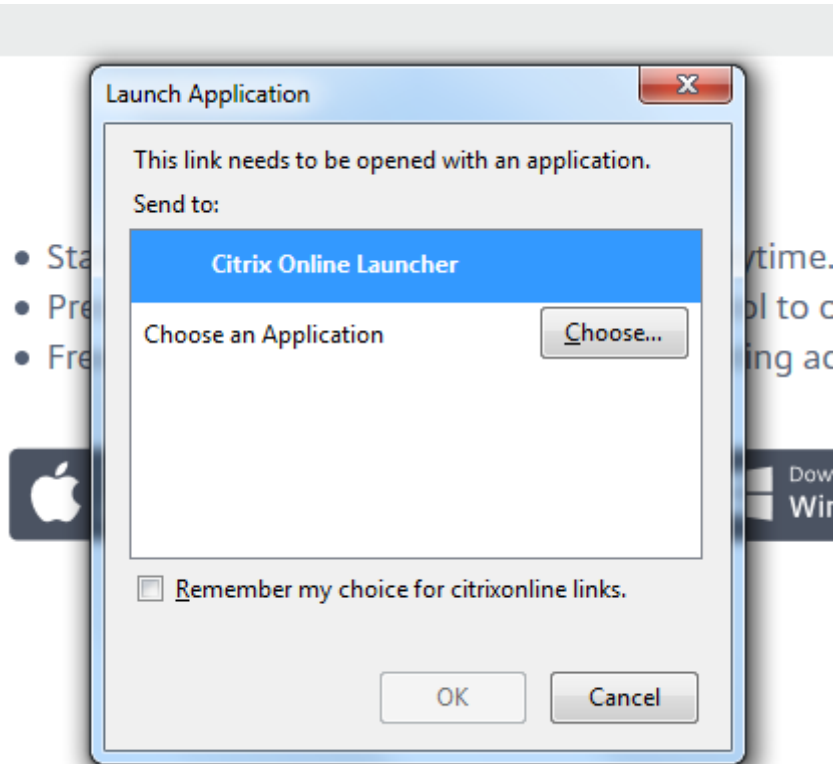 Launch Application
This link needs to be opened with an application.
Send to:
Citrix Online Launcher
Choose an Application
Choose...
Remember my choice for citrixonline links.
OK
Cancel